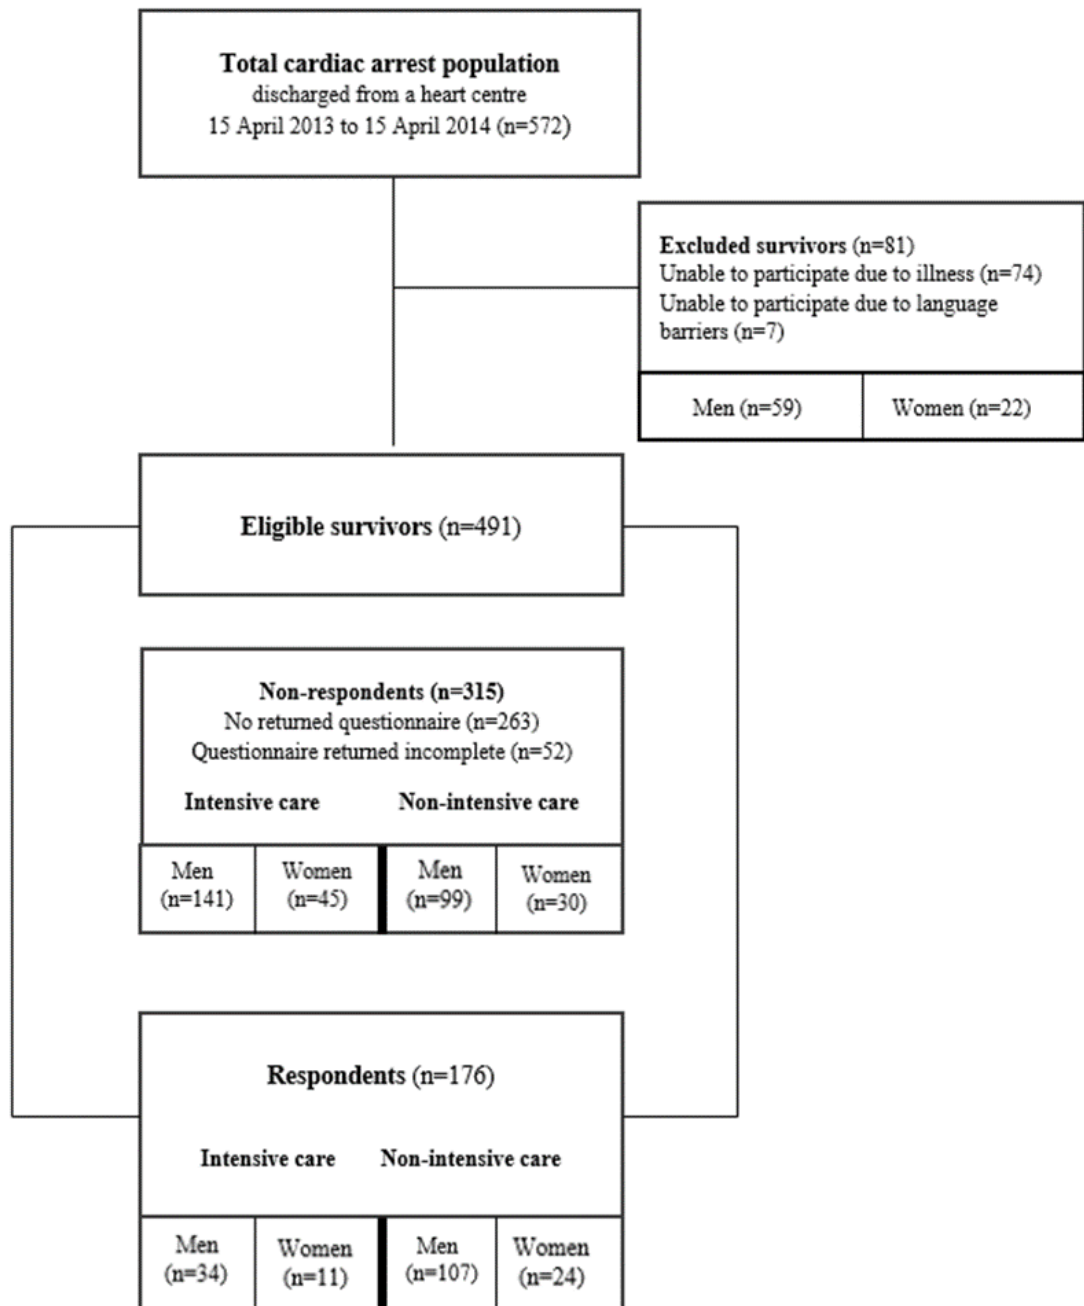 Total cardiac arrest population
discharged from a heart centre
15 April 2013 to 15 April 2014 (n=572)
Excluded survivors (n=81)
Unable to participate due to illness (n=74)
Unable to participate due to language
barriers (n=7)
Men (n=59)
Women (n=22)
Eligible survivors (n=491)
Non-respondents (n=315)
No returned questionnaire (n=263)
Questionnaire returned incomplete (n=52)
Intensive care
Non-intensive care
Men
(n=141)
Women
(n=45)
Men
(n=99)
Women
(n=30)
Respondents (n=176)
Intensive care
Non-intensive care
Men
(n=34)
Women
(n=11)
Men
(n=107)
Women
(n=24)